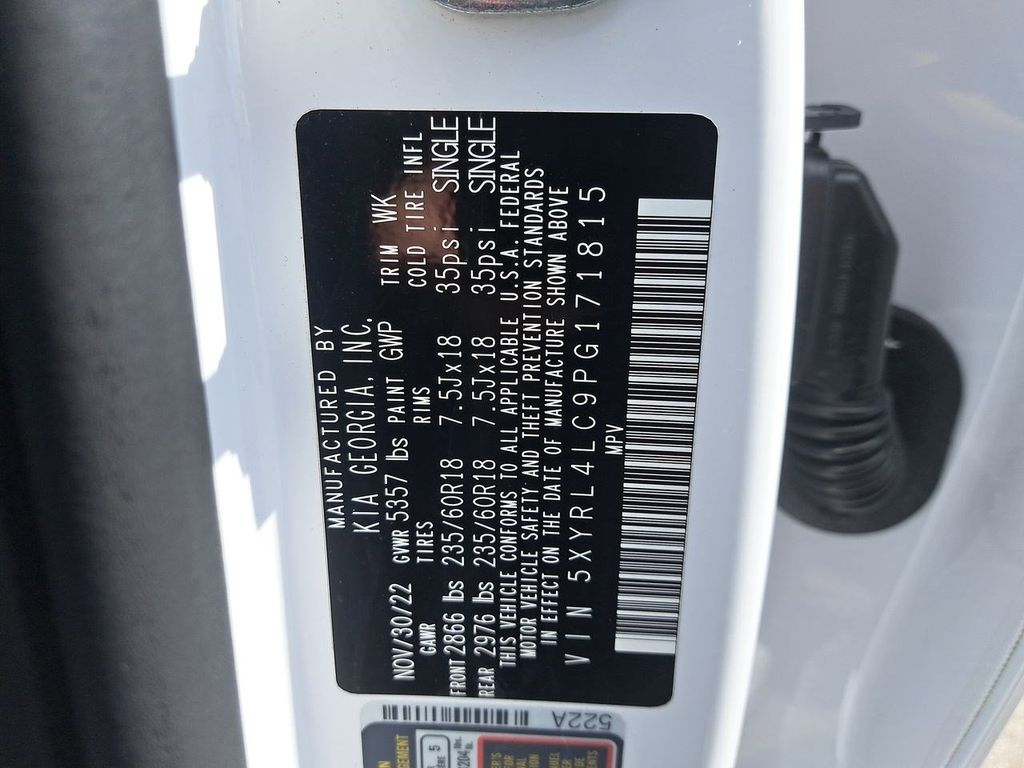 MANUFACTURED BY
KIA GEORGIA, INC.
NOV/30/22 GVWR 5357 lbs PAINT GWP TRIM WK
GAWR TIRES RIMS COLD TIRE INFL
FRONT 2866 lbs 235/60R18 7.5Jx18 35psi SINGLE
REAR 2976 lbs 235/60R18 7.5Jx18 35psi SINGLE
THIS VEHICLE CONFORMS TO ALL APPLICABLE U.S.A. FEDERAL
MOTOR VEHICLE SAFETY AND THEFT PREVENTION STANDARDS
IN EFFECT ON THE DATE OF MANUFACTURE SHOWN ABOVE
VIN 5XYRL4LC9PG171815
MPV
522A